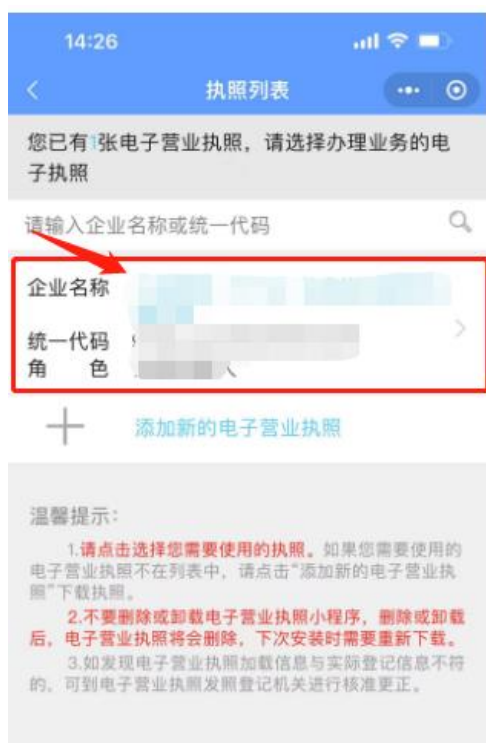 14:26
执照列表
您已有1张电子营业执照，请选择办理业务的电
子执照
请输入企业名称或统一代码
企业名称
统一代码
角 色 人
添加新的电子营业执照
温馨提示：
1.请点击选择您需要使用的执照。如果您需要使用的
电子营业执照不在列表中，请点击“添加新的电子营业执
照”下载执照。
2.不要删除或卸载电子营业执照小程序，删除或卸载
后，电子营业执照将会删除，下次安装时需要重新下载。
3.如发现电子营业执照加载信息与实际登记信息不符
的，可到电子营业执照发照登记机关进行核准更正。